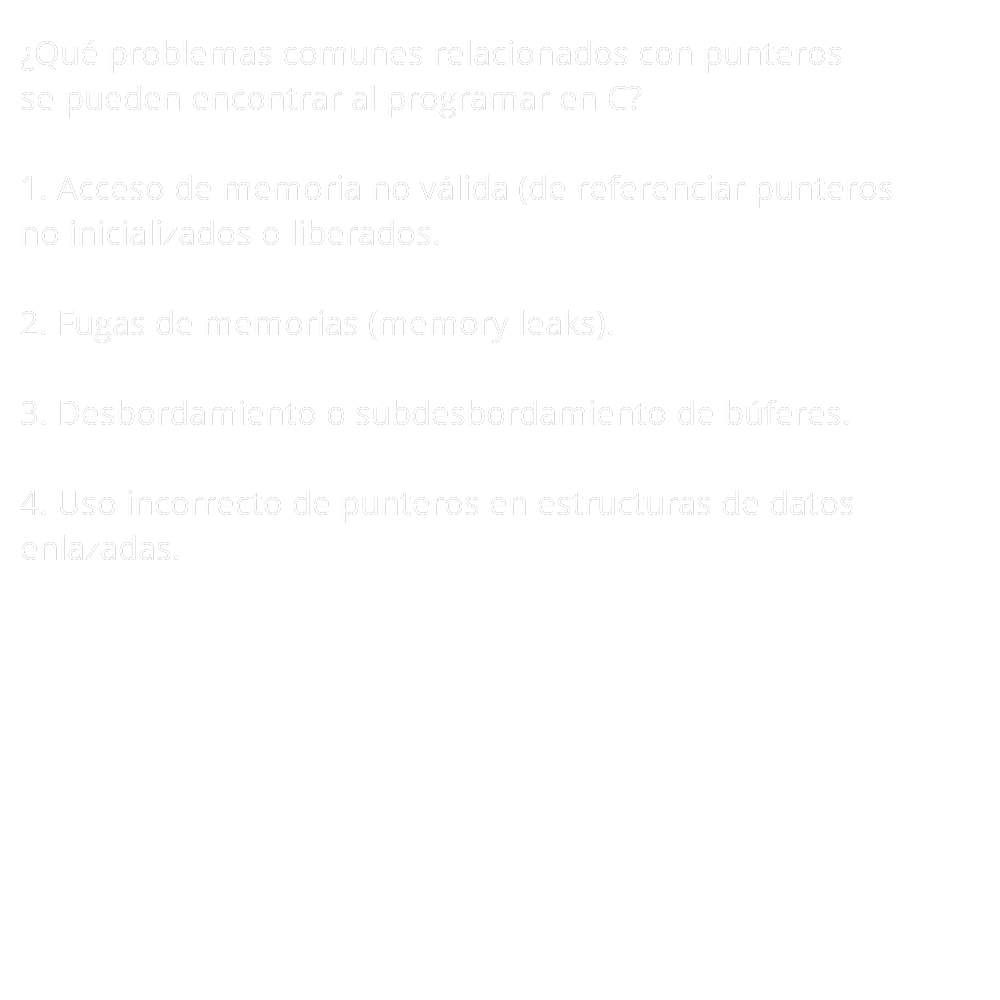 ¿Qué problemas comunes relacionados con punteros
se pueden encontrar al programar en C?
1. Acceso de memoria no válida (de referenciar punteros
no inicializados o liberados.
2. Fugas de memorias (memory leaks).
3. Desbordamiento o subdesbordamiento de búferes.
4. Uso incorrecto de punteros en estructuras de datos
enlazadas.